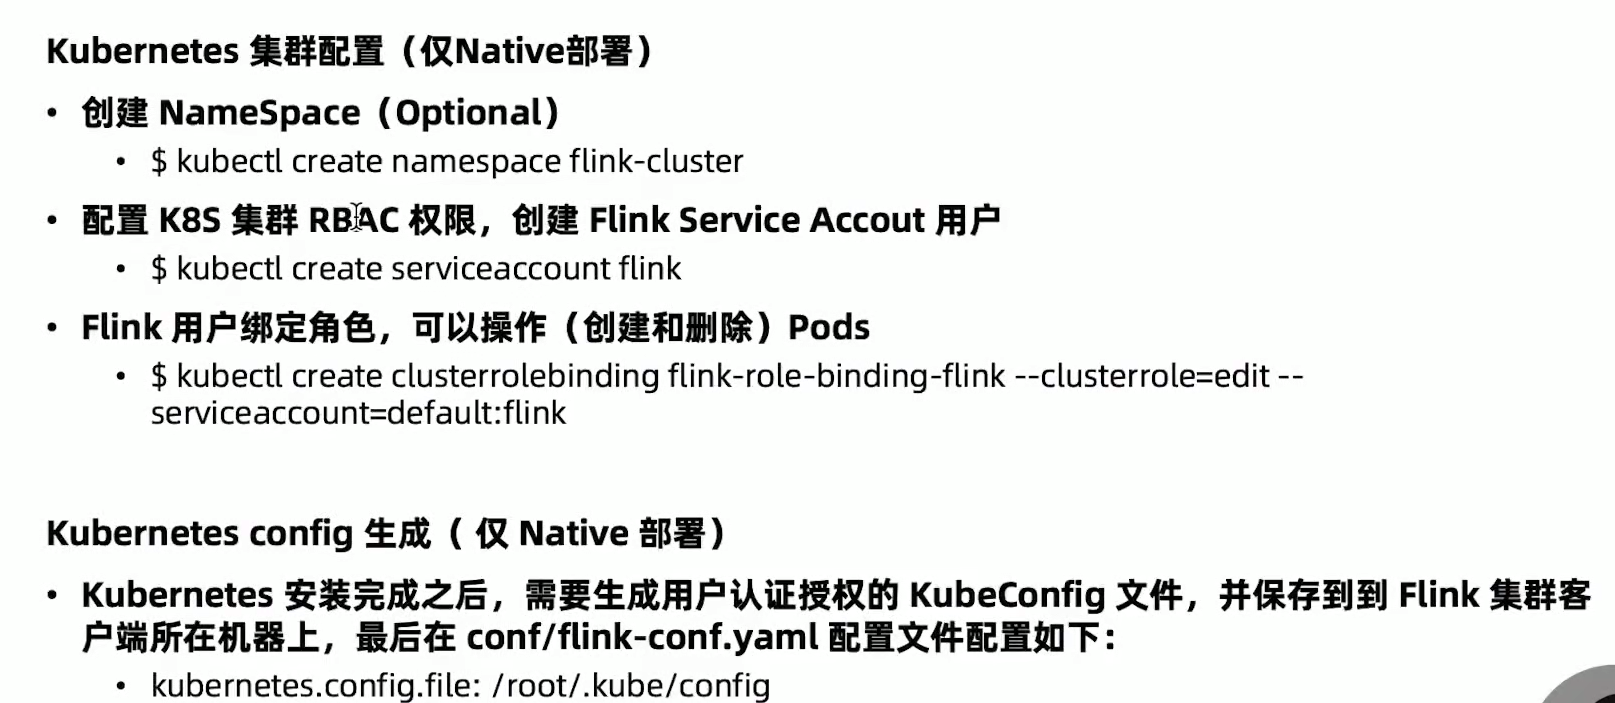 Kubernetes 集群配置（仅Native部署）
• 创建 NameSpace（Optional）
• $ kubectl create namespace flink-cluster
• 配置 K8S 集群 RBAC 权限，创建 Flink Service Accout 用户
• $ kubectl create serviceaccount flink
• Flink 用户绑定角色，可以操作（创建和删除）Pods
• $ kubectl create clusterrolebinding flink-role-binding-flink --clusterrole=edit --
serviceaccount=default:flink
Kubernetes config 生成（ 仅 Native 部署）
• Kubernetes 安装完成之后，需要生成用户认证授权的 KubeConfig 文件，并保存到到 Flink 集群客
户端所在机器上，最后在 conf/flink-conf.yaml 配置文件配置如下：
• kubernetes.config.file: /root/.kube/config